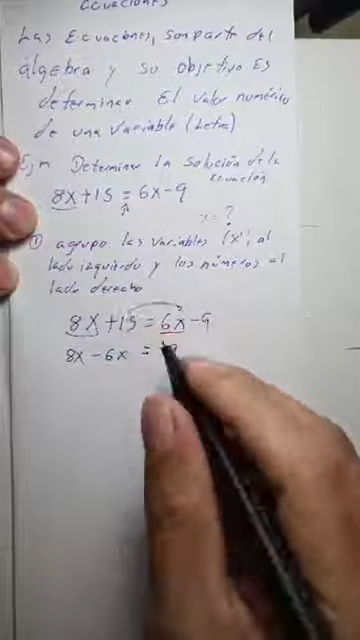 Ecuaciones
Las Ecuaciones, son parte del
álgebra y su objetivo Es
determinar El valor numérico
de una variable (Letra)
Ejm Determinar la solución de la
Ecuación
8x+15=6x-9
x=?
① agrupo las variables "x", al
lado izquierdo y los números al
lado derecho
8x+15=6x-9
8x-6x =